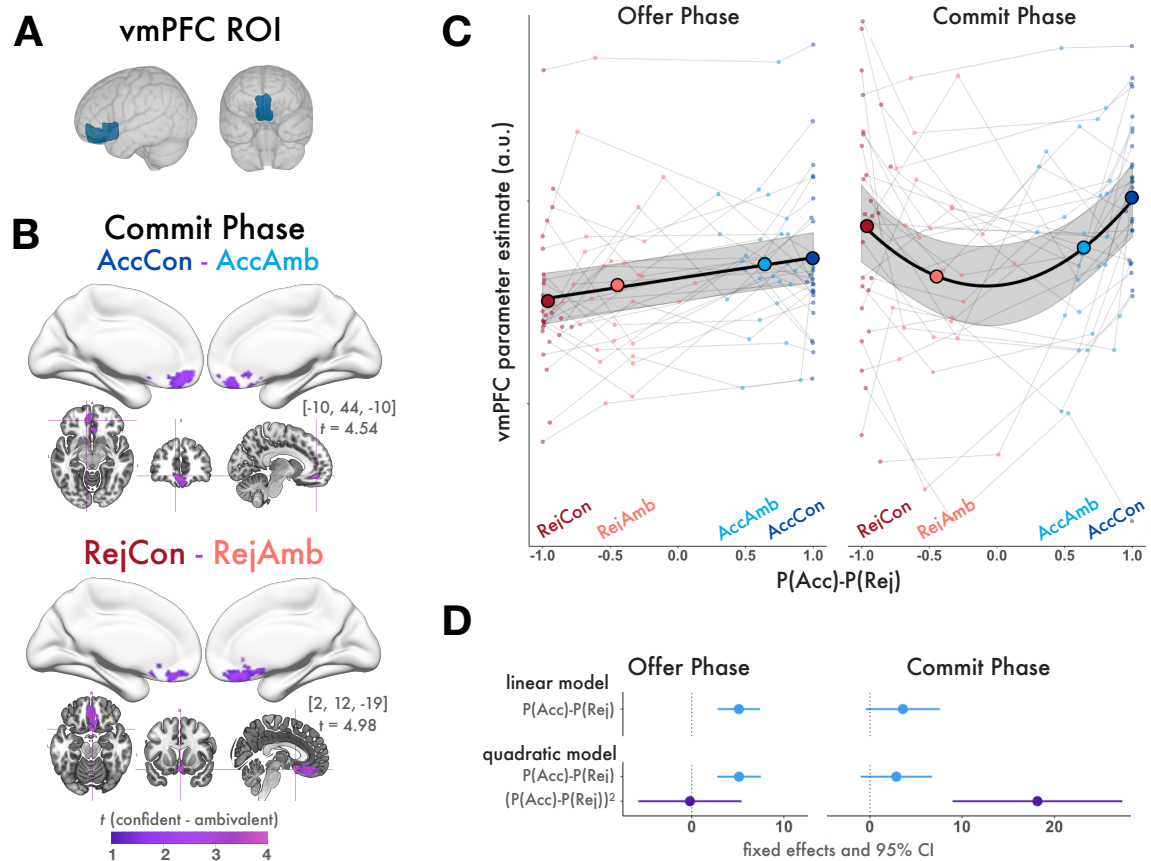 A
vmPFC ROI
B
Commit Phase
AccCon - AccAmb
[-10, 44, -10]
t = 4.54
RejCon - RejAmb
[2, 12, -19]
t = 4.98
t (confident - ambivalent)
1 2 3 4
C
Offer Phase
Commit Phase
vmPFC parameter estimate (a.u.)
RejCon
RejAmb
AccAmb
AccCon
RejCon
RejAmb
AccAmb
AccCon
-1.0 -0.5 0.0 0.5 1.0
-1.0 -0.5 0.0 0.5 1.0
P(Acc)-P(Rej)
D
Offer Phase
Commit Phase
linear model
P(Acc)-P(Rej)
quadratic model
P(Acc)-P(Rej)
(P(Acc)-P(Rej))²
0 10
0 10 20
fixed effects and 95% CI